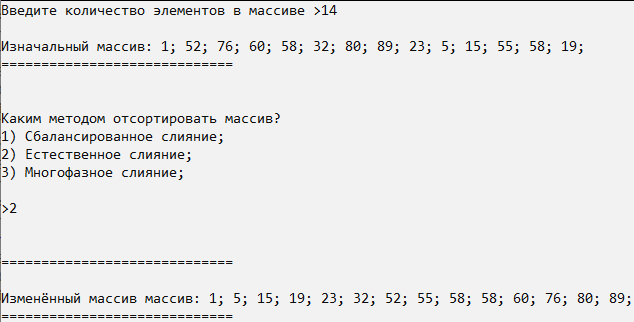 Введите количество элементов в массиве >14
Изначальный массив: 1; 52; 76; 60; 58; 32; 80; 89; 23; 5; 15; 55; 58; 19;
=============================
Каким методом отсортировать массив?
1) Сбалансированное слияние;
2) Естественное слияние;
3) Многофазное слияние;
>2
=============================
Изменённый массив массив: 1; 5; 15; 19; 23; 32; 52; 55; 58; 58; 60; 76; 80; 89;
=============================